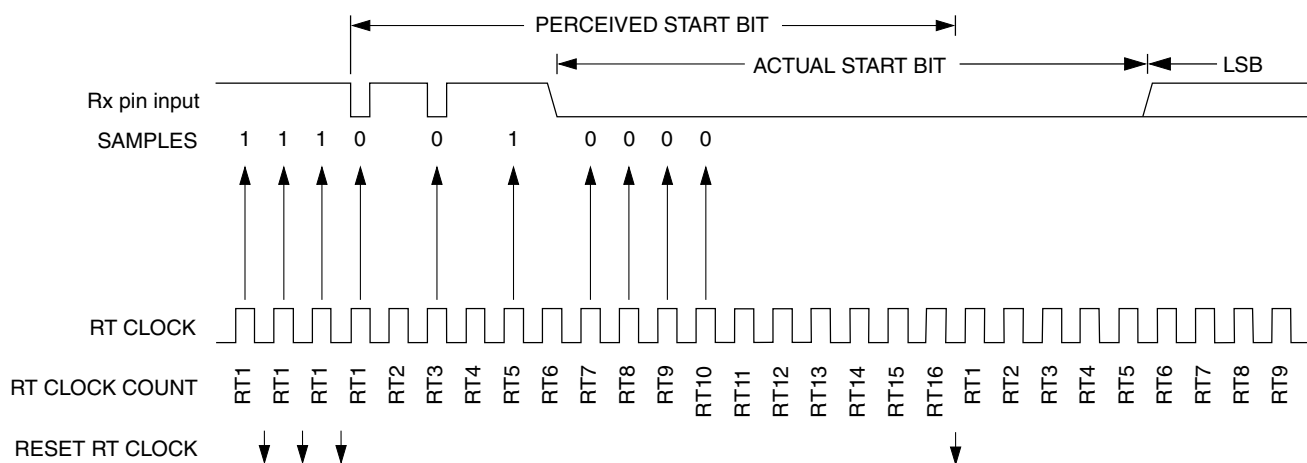 PERCEIVED START BIT
ACTUAL START BIT LSB
Rx pin input
SAMPLES 1 1 1 0 0 1 0 0 0 0
RT CLOCK
RT CLOCK COUNT RT1 RT1 RT1 RT1 RT2 RT3 RT4 RT5 RT6 RT7 RT8 RT9 RT10 RT11 RT12 RT13 RT14 RT15 RT16 RT1 RT2 RT3 RT4 RT5 RT6 RT7 RT8 RT9
RESET RT CLOCK